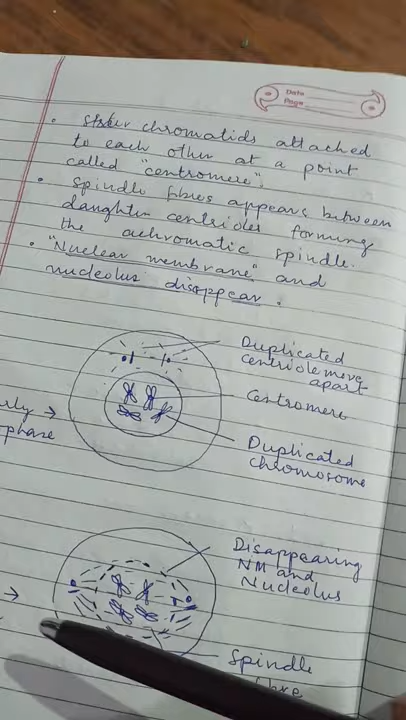 Date
Page
• sister chromatids attached
to each other at a point
called "centromere".
• Spindle fibres appears between
daughter centrioles forming
the achromatic spindle.
• "Nuclear membrane" and
nucleolus disappear.
Duplicated
centriole move
apart
Centromere
Duplicated
chromosome
→
phase
Disappearing
NM and
Nucleolus
→
Spindle